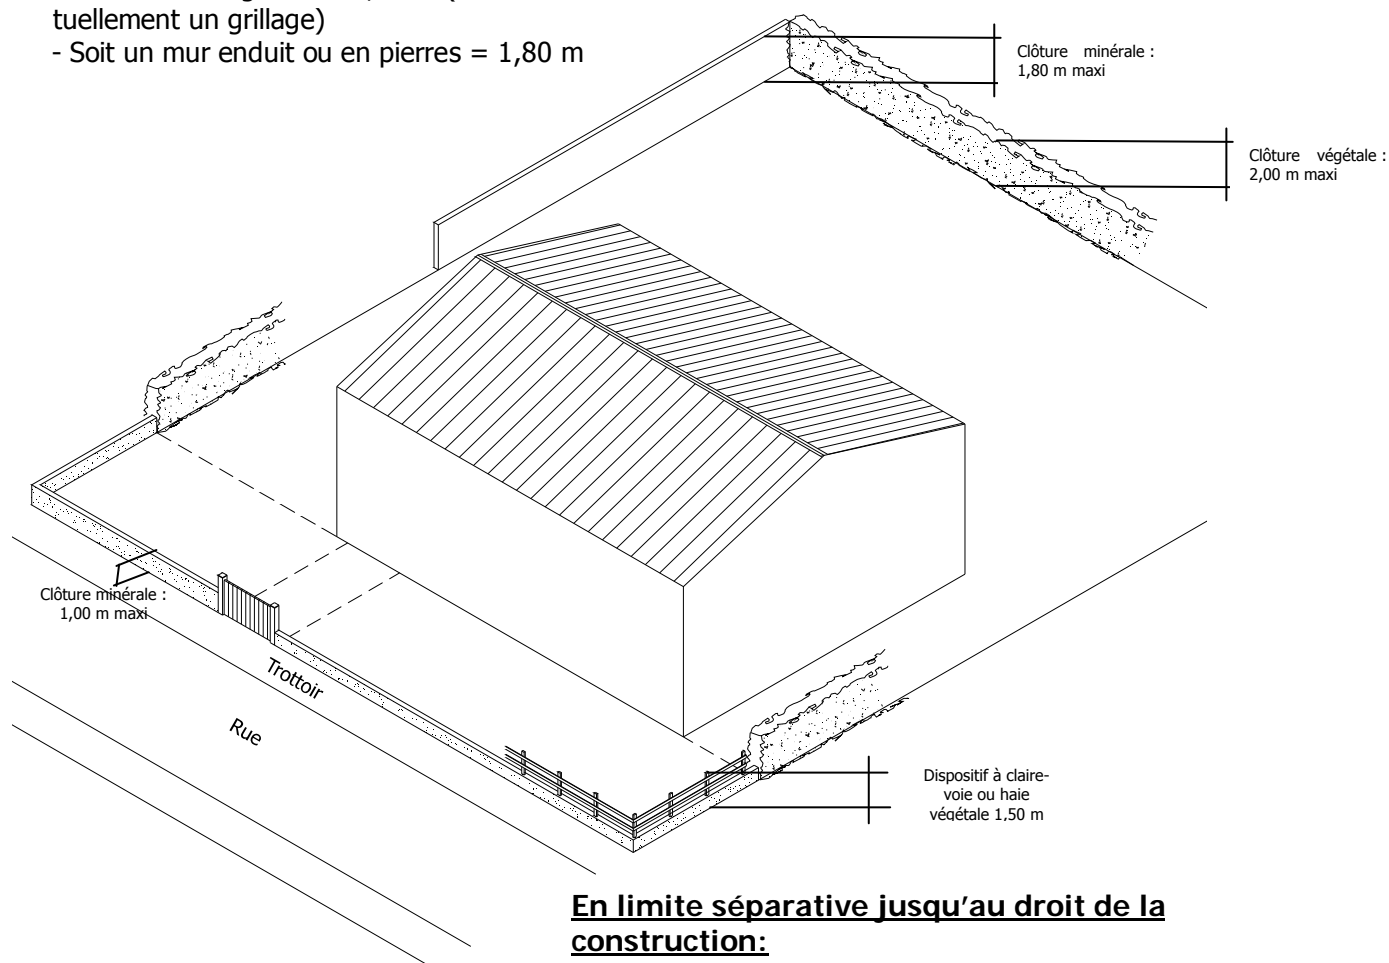 tuellement un grillage)
- Soit un mur enduit ou en pierres = 1,80 m
Clôture minérale :
1,80 m maxi
Clôture végétale :
2,00 m maxi
Clôture minérale :
1,00 m maxi
Trottoir
Rue
Dispositif à claire-
voie ou haie
végétale 1,50 m
En limite séparative jusqu'au droit de la
construction: